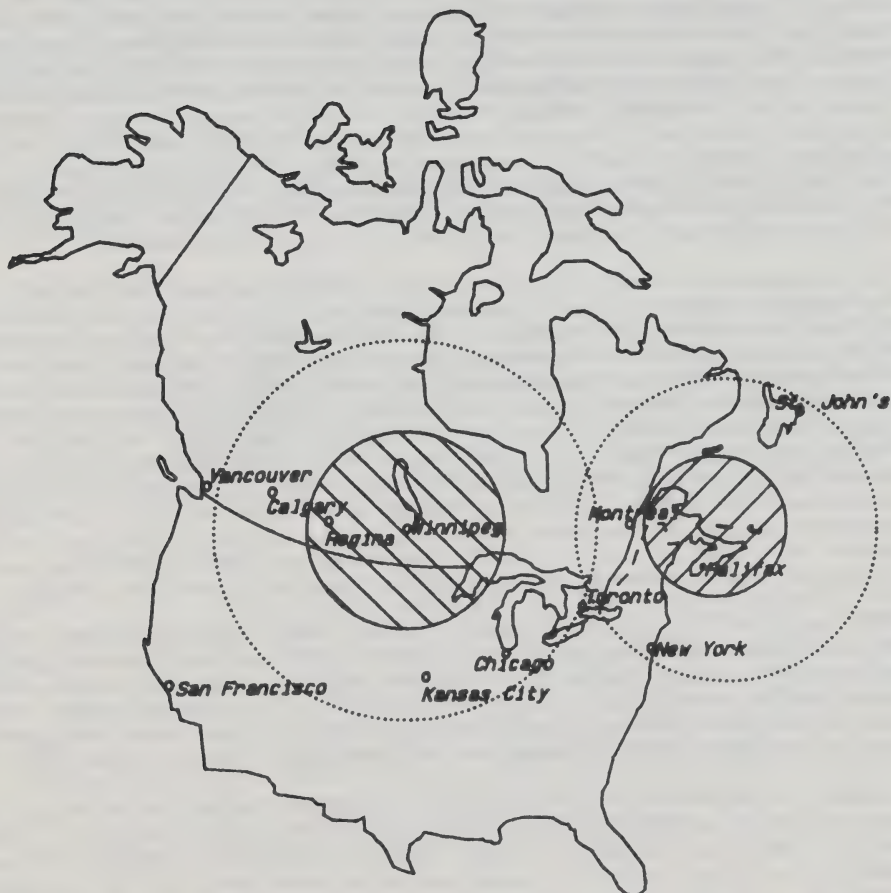 St. John's
Vancouver
Calgary
Regina
Winnipeg
Montreal
Halifax
Toronto
New York
Chicago
Kansas City
San Francisco